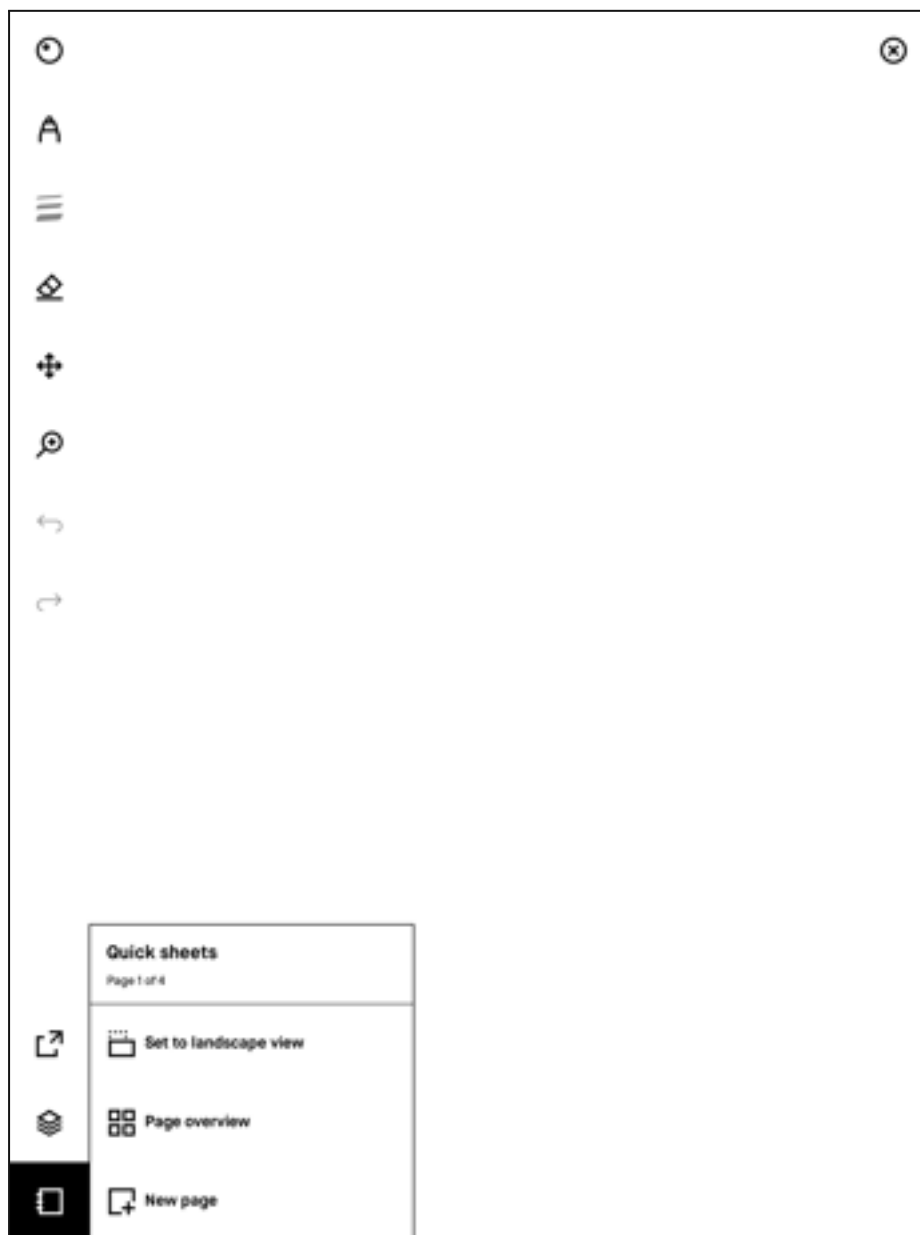 Quick sheets
Page 1 of 4
Set to landscape view
Page overview
New page